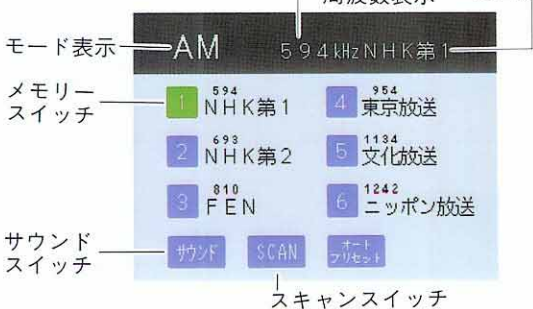 周波数表示
モード表示
AM 594kHz NHK第1
メモリースイッチ
1 594 NHK第1
4 954 東京放送
2 693 NHK第2
5 1134 文化放送
3 810 FEN
6 1242 ニッポン放送
サウンドスイッチ
サウンド SCAN オートプリセット
スキャンスイッチ